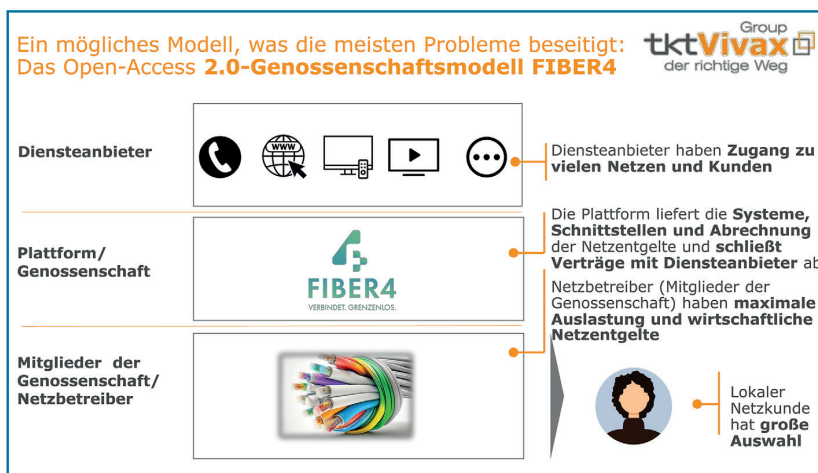 Ein mögliches Modell, was die meisten Probleme beseitigt:
Das Open-Access 2.0-Genossenschaftsmodell FIBER4
Group
tktVivax
der richtige Weg
Diensteanbieter
WWW
Diensteanbieter haben Zugang zu
vielen Netzen und Kunden
Plattform/
Genossenschaft
FIBER4
VERBINDET. GRENZENLOS.
Die Plattform liefert die Systeme,
Schnittstellen und Abrechnung
der Netzentgelte und schließt
Verträge mit Diensteanbieter ab
Netzbetreiber (Mitglieder der
Genossenschaft) haben maximale
Auslastung und wirtschaftliche
Netzentgelte
Mitglieder der
Genossenschaft/
Netzbetreiber
Lokaler
Netzkunde
hat große
Auswahl